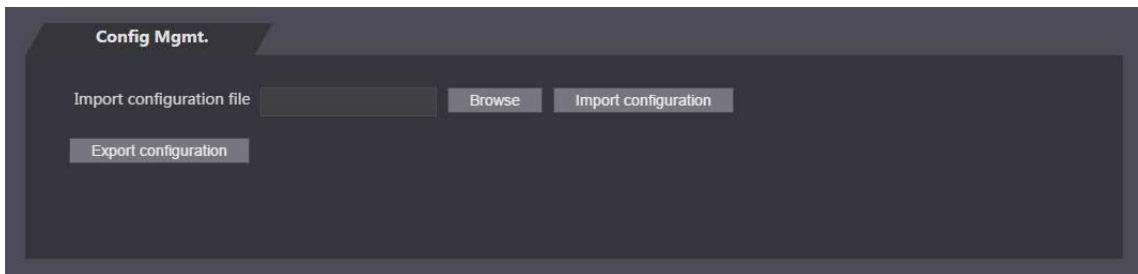 Config Mgmt.
Import configuration file Browse Import configuration
Export configuration